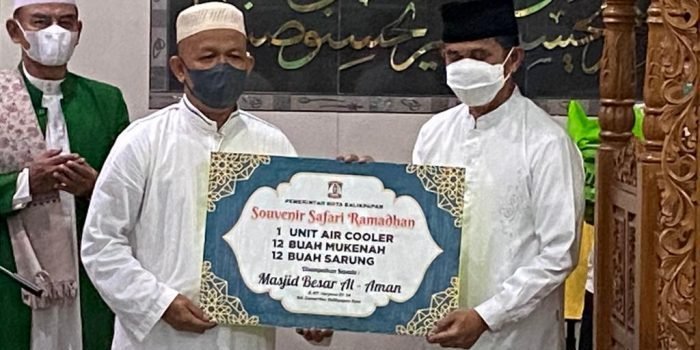 PEMERINTAH KOTA BALIKPAPAN
Souvenir Safari Ramadhan
1 UNIT AIR COOLER
12 BUAH MUKENAH
12 BUAH SARUNG
Disampaikan Kepada :
Masjid Besar Al - Aman